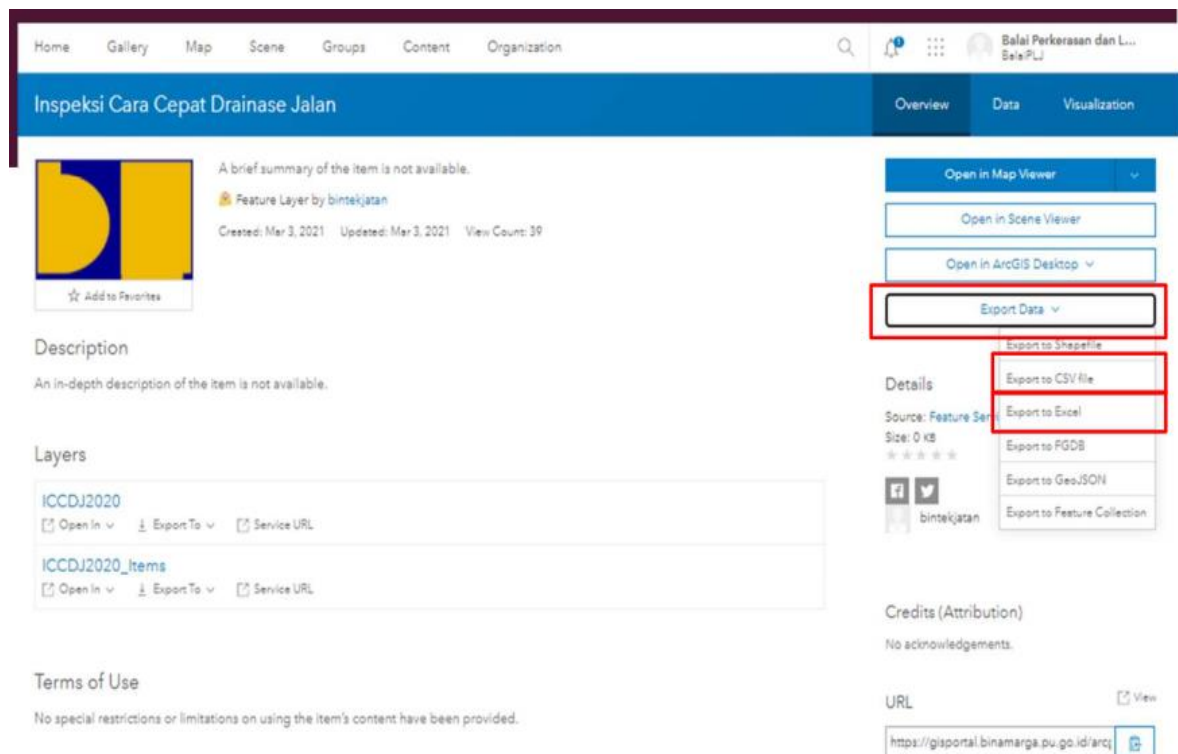 Home Gallery Map Scene Groups Content Organization
Balai Perkerasan dan L...
BalaiPLJ
Inspeksi Cara Cepat Drainase Jalan
Overview Data Visualization
A brief summary of the item is not available.
Feature Layer by bintekjatan
Created: Mar 3, 2021 Updated: Mar 3, 2021 View Count: 39
Add to Favorites
Open in Map Viewer
Open in Scene Viewer
Open in ArcGIS Desktop
Export Data
Export to Shapefile
Export to CSV file
Export to Excel
Export to FGDB
Export to GeoJSON
Export to Feature Collection
Description
An in-depth description of the item is not available.
Layers
ICCDJ2020
Open In Export To Service URL
ICCDJ2020_Items
Open In Export To Service URL
Terms of Use
No special restrictions or limitations on using the item's content have been provided.
Details
Source: Feature Ser
Size: 0 KB
bintekjatan
Credits (Attribution)
No acknowledgements.
URL
View
https://gisportal.binamarga.pu.go.id/arc